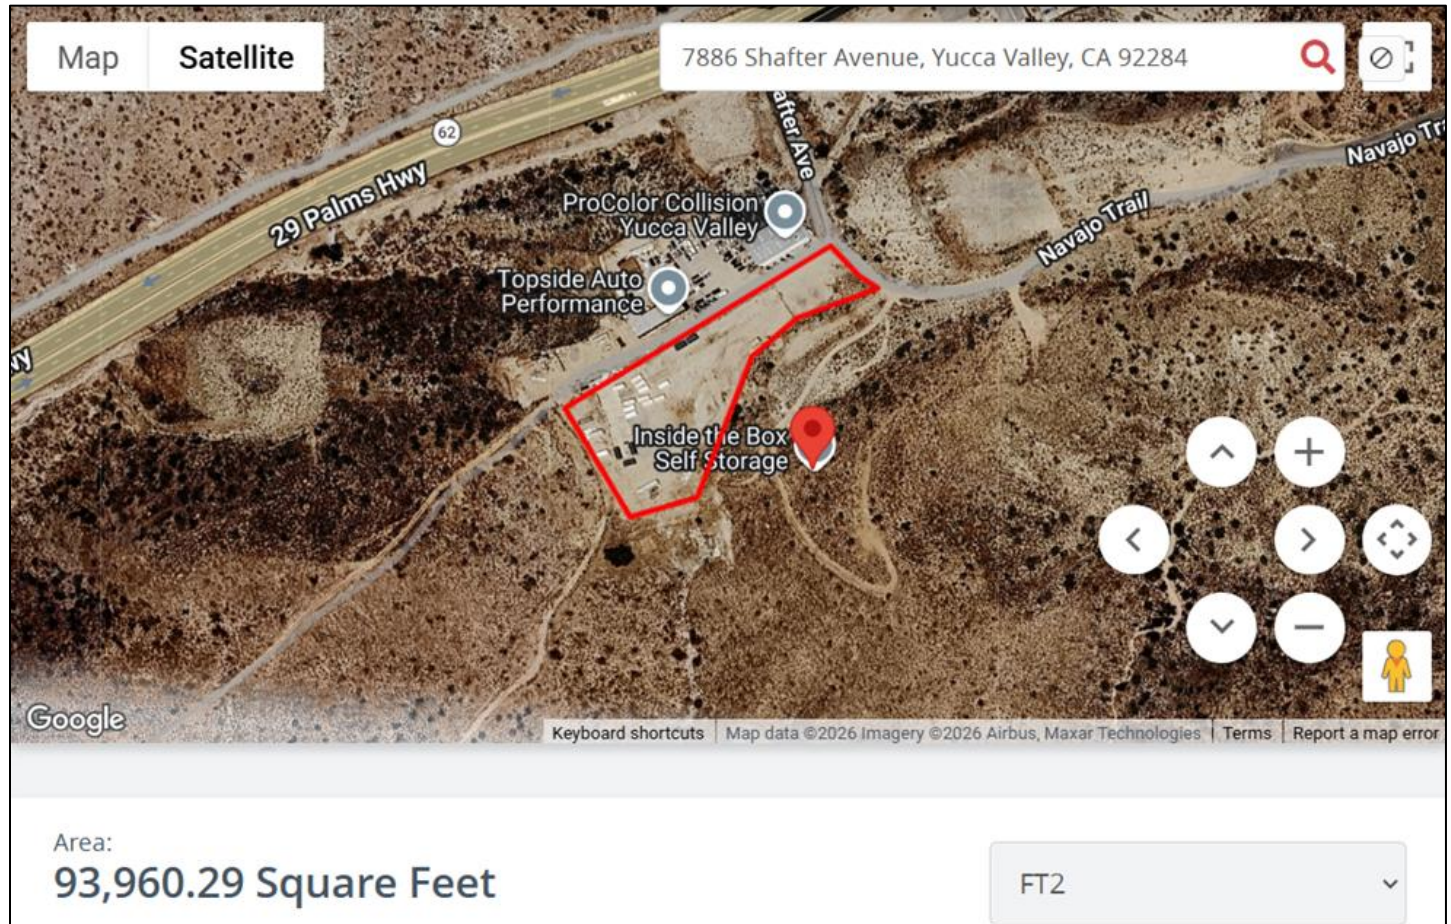 Map
Satellite
7886 Shafter Avenue, Yucca Valley, CA 92284
62
29 Palms Hwy
after Ave
Navajo Tr
Navajo Trail
ProColor Collision
Yucca Valley
Topside Auto
Performance
wy
Inside the Box
Self Storage
Google
Keyboard shortcuts
Map data ©2026 Imagery ©2026 Airbus, Maxar Technologies
Terms
Report a map error
Area:
93,960.29 Square Feet
FT2